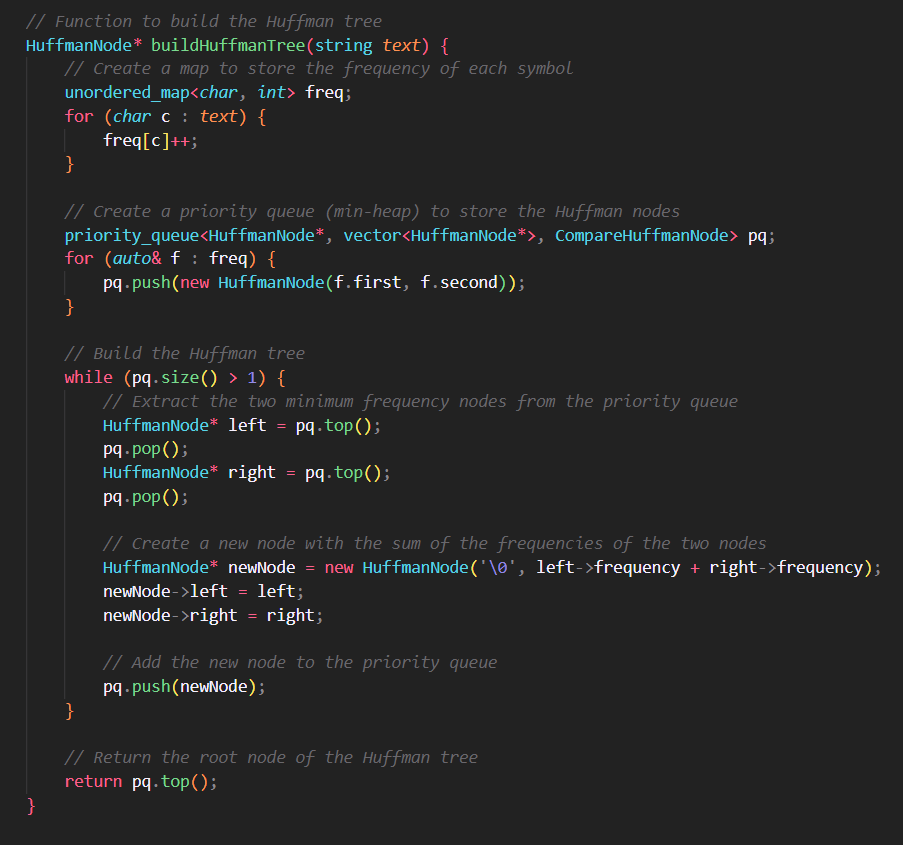 // Function to build the Huffman tree
HuffmanNode* buildHuffmanTree(string text) {
    // Create a map to store the frequency of each symbol
    unordered_map<char, int> freq;
    for (char c : text) {
        freq[c]++;
    }

    // Create a priority queue (min-heap) to store the Huffman nodes
    priority_queue<HuffmanNode*, vector<HuffmanNode*>, CompareHuffmanNode> pq;
    for (auto& f : freq) {
        pq.push(new HuffmanNode(f.first, f.second));
    }

    // Build the Huffman tree
    while (pq.size() > 1) {
        // Extract the two minimum frequency nodes from the priority queue
        HuffmanNode* left = pq.top();
        pq.pop();
        HuffmanNode* right = pq.top();
        pq.pop();

        // Create a new node with the sum of the frequencies of the two nodes
        HuffmanNode* newNode = new HuffmanNode('\0', left->frequency + right->frequency);
        newNode->left = left;
        newNode->right = right;

        // Add the new node to the priority queue
        pq.push(newNode);
    }

    // Return the root node of the Huffman tree
    return pq.top();
}